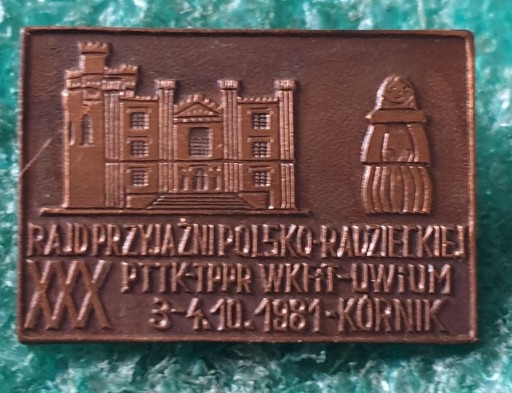 RAJD PRZYJAŹNI POLSKO-RADZIECKIEJ
XXX PTTK-TPPR WKFiT-UWiUM
3-4.10.1981-KÓRNIK